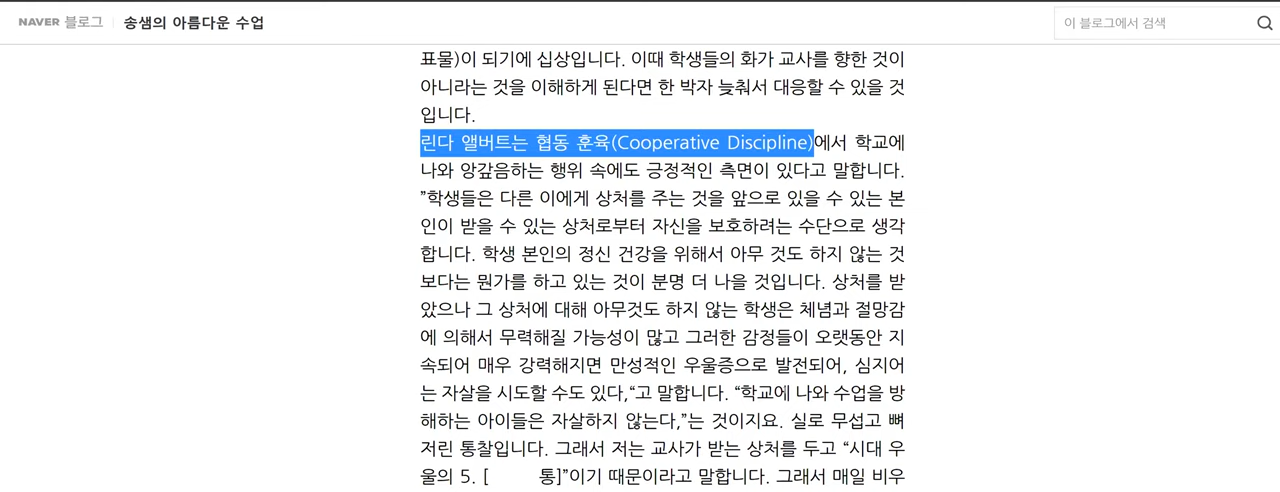 NAVER 블로그 송샘의 아름다운 수업
이 블로그에서 검색
표물)이 되기에 십상입니다. 이때 학생들의 화가 교사를 향한 것이
아니라는 것을 이해하게 된다면 한 박자 늦춰서 대응할 수 있을 것
입니다.
린다 앨버트는 협동 훈육(Cooperative Discipline)에서 학교에
나와 앙갚음하는 행위 속에도 긍정적인 측면이 있다고 말합니다.
”학생들은 다른 이에게 상처를 주는 것을 앞으로 있을 수 있는 본
인이 받을 수 있는 상처로부터 자신을 보호하려는 수단으로 생각
합니다. 학생 본인의 정신 건강을 위해서 아무 것도 하지 않는 것
보다는 뭔가를 하고 있는 것이 분명 더 나을 것입니다. 상처를 받
았으나 그 상처에 대해 아무것도 하지 않는 학생은 체념과 절망감
에 의해서 무력해질 가능성이 많고 그러한 감정들이 오랫동안 지
속되어 매우 강력해지면 만성적인 우울증으로 발전되어, 심지어
는 자살을 시도할 수도 있다,“고 말합니다. “학교에 나와 수업을 방
해하는 아이들은 자살하지 않는다,”는 것이지요. 실로 무섭고 뼈
저린 통찰입니다. 그래서 저는 교사가 받는 상처를 두고 “시대 우
울의 5. [ 통]”이기 때문이라고 말합니다. 그래서 매일 비우